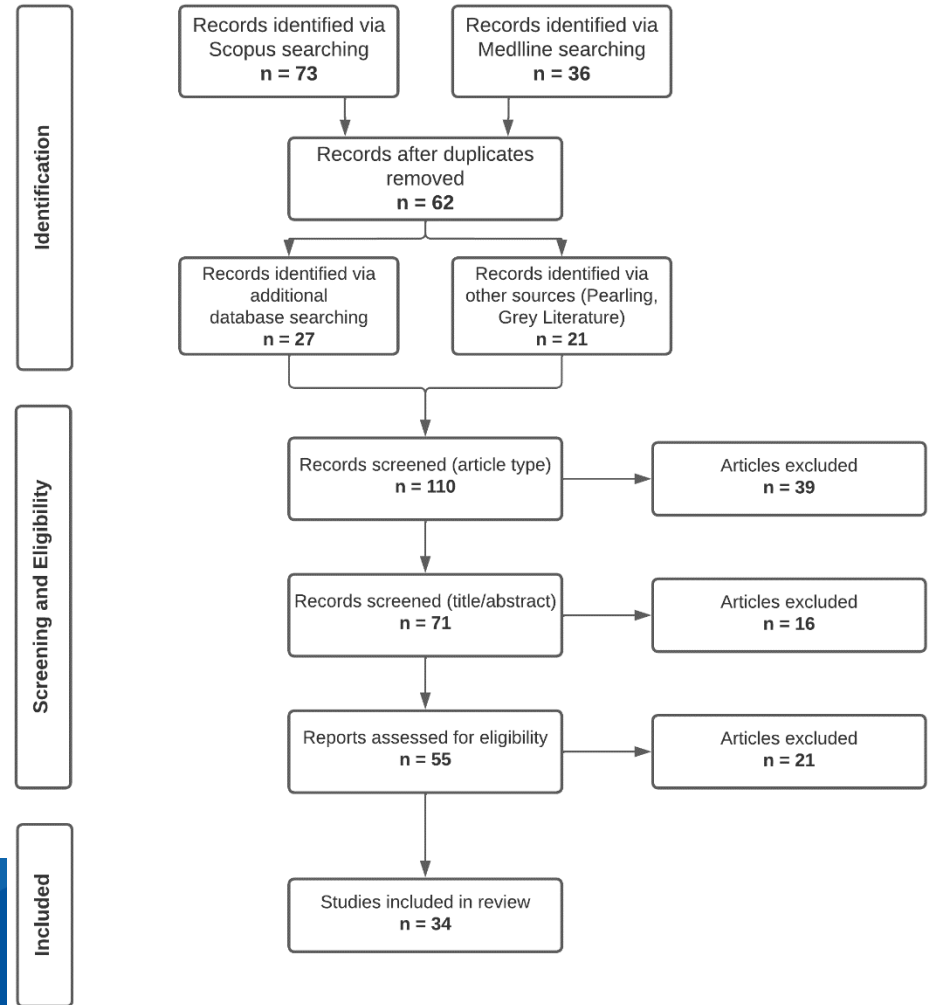 Identification
Records identified via
Scopus searching
n = 73
Records identified via
Medlline searching
n = 36
Records after duplicates
removed
n = 62
Records identified via
additional
database searching
n = 27
Records identified via
other sources (Pearling,
Grey Literature)
n = 21
Screening and Eligibility
Records screened (article type)
n = 110
Articles excluded
n = 39
Records screened (title/abstract)
n = 71
Articles excluded
n = 16
Reports assessed for eligibility
n = 55
Articles excluded
n = 21
Included
Studies included in review
n = 34